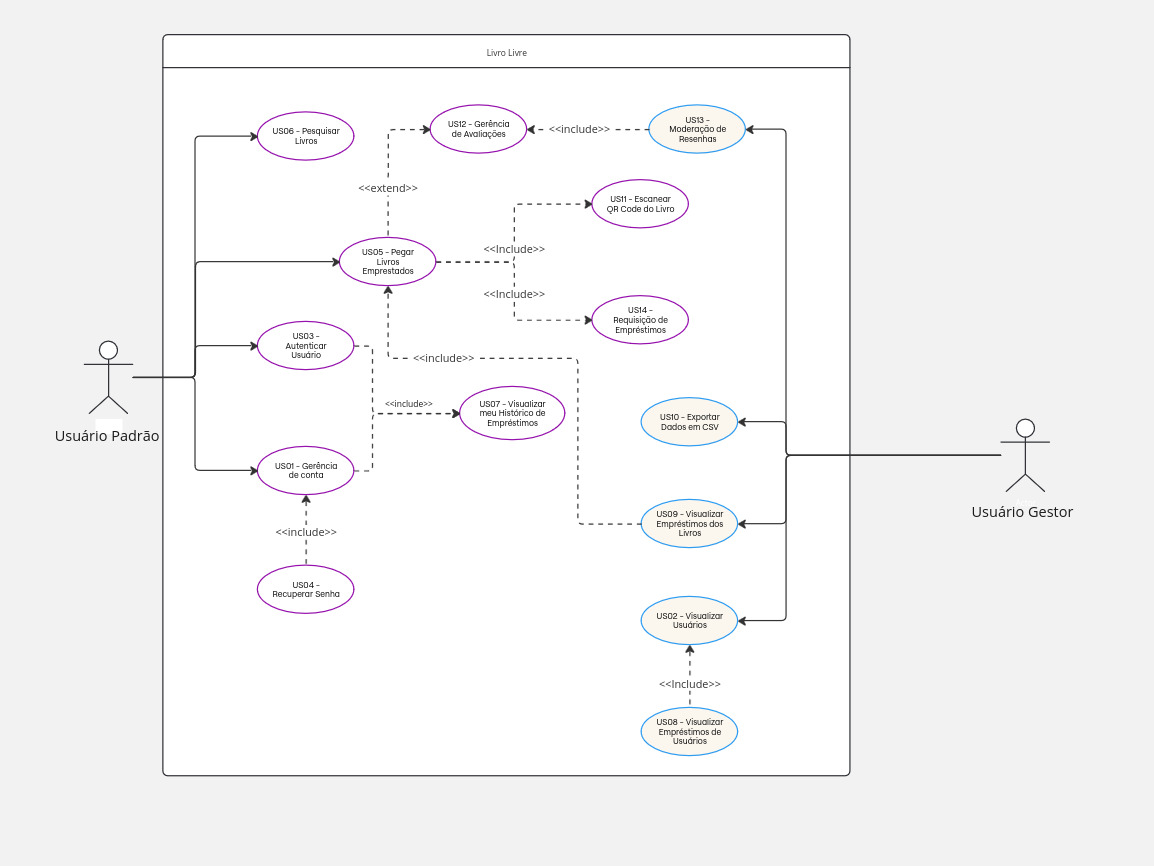 Livro Livre
US06 - Pesquisar
Livros
US12 - Gerência
de Avaliações
<<include>>
US13 -
Moderação de
Resenhas
<<extend>>
US11 - Escanear
QR Code do Livro
US05 - Pegar
Livros
Emprestados
<<Include>>
<<Include>>
US14 -
Requisição de
Empréstimos
US03 -
Autenticar
Usuário
<<include>>
<<include>>
US07 - Visualizar
meu Histórico de
Empréstimos
US10 - Exportar
Dados em CSV
Usuário Padrão
US01 - Gerência
de conta
Usuário Gestor
<<include>>
US09 - Visualizar
Empréstimos dos
Livros
US04 -
Recuperar Senha
US02 - Visualizar
Usuários
<<Include>>
US08 - Visualizar
Empréstimos de
Usuários